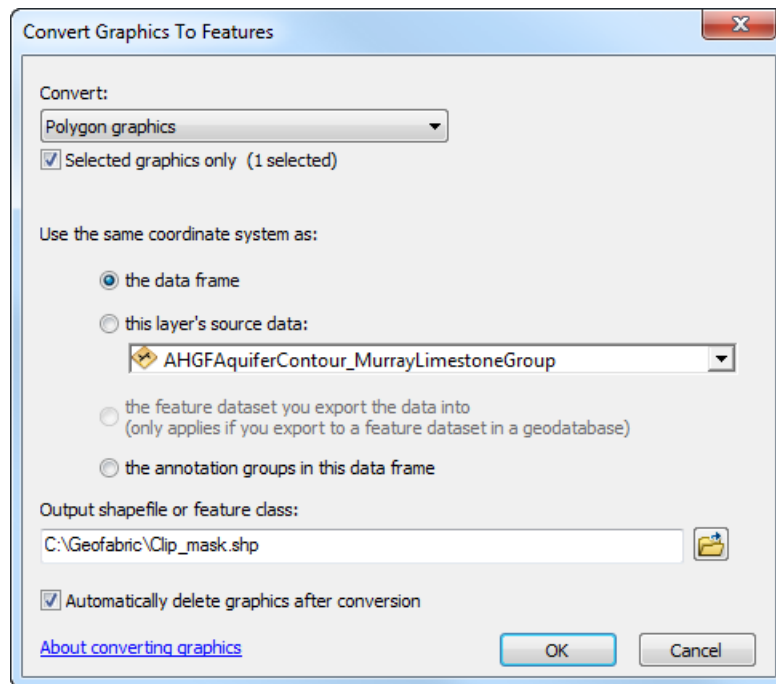 Convert Graphics To Features
Convert:
Polygon graphics
Selected graphics only (1 selected)
Use the same coordinate system as:
the data frame
this layer's source data:
AHGFAquiferContour_MurrayLimestoneGroup
the feature dataset you export the data into
(only applies if you export to a feature dataset in a geodatabase)
the annotation groups in this data frame
Output shapefile or feature class:
C:\Geofabric\Clip_mask.shp
Automatically delete graphics after conversion
About converting graphics
OK
Cancel